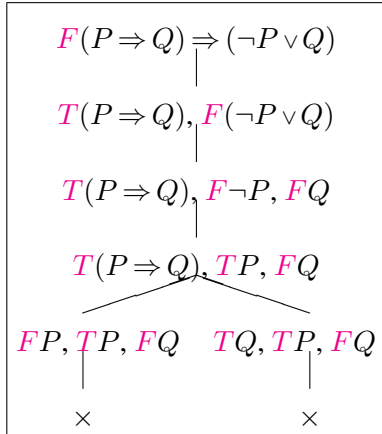 F(P ⇒ Q) ⇒ (¬P ∨ Q)
T(P ⇒ Q), F(¬P ∨ Q)
T(P ⇒ Q), F¬P, FQ
T(P ⇒ Q), TP, FQ
FP, TP, FQ TQ, TP, FQ
× ×